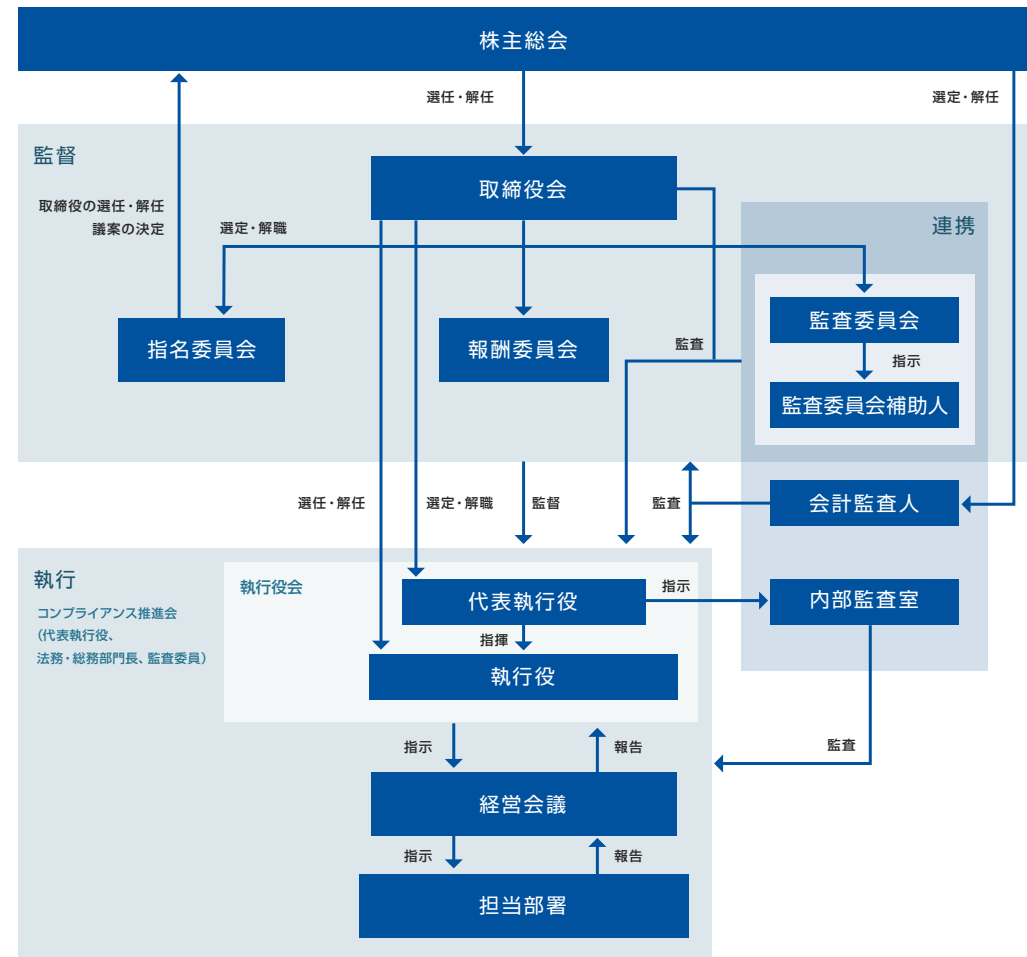 株主総会
選任・解任
選定・解任
監督
取締役会
取締役の選任・解任
議案の決定
選定・解職
連携
監査委員会
指名委員会
報酬委員会
監査
指示
監査委員会補助人
選任・解任
選定・解職
監督
監査
会計監査人
執行
コンプライアンス推進会
(代表執行役、
法務・総務部門長、監査委員)
執行役会
代表執行役
指示
内部監査室
指揮
執行役
指示
報告
監査
経営会議
指示
報告
担当部署